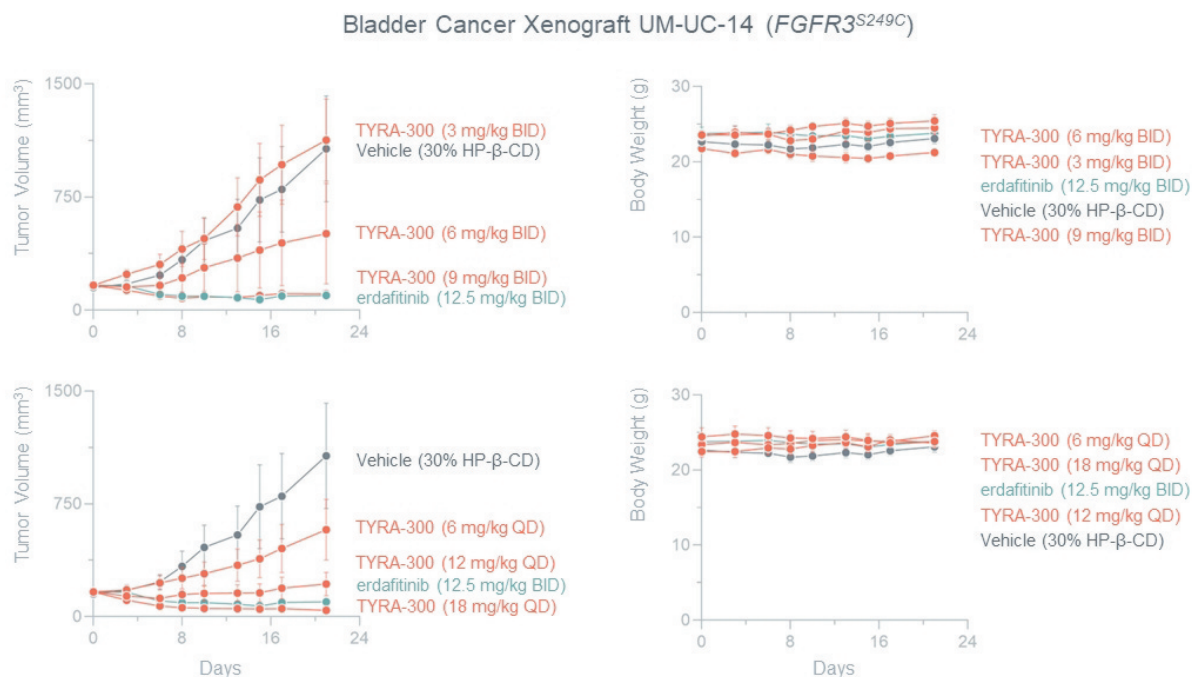 Bladder Cancer Xenograft UM-UC-14 (FGFR3^S249C)
Tumor Volume (mm³)
1500
750
0
0
8
16
24
TYRA-300 (3 mg/kg BID)
Vehicle (30% HP-β-CD)
TYRA-300 (6 mg/kg BID)
TYRA-300 (9 mg/kg BID)
erdafitinib (12.5 mg/kg BID)
Body Weight (g)
30
20
10
0
0
8
16
24
TYRA-300 (6 mg/kg BID)
TYRA-300 (3 mg/kg BID)
erdafitinib (12.5 mg/kg BID)
Vehicle (30% HP-β-CD)
TYRA-300 (9 mg/kg BID)
Tumor Volume (mm³)
1500
750
0
0
8
16
24
Days
Vehicle (30% HP-β-CD)
TYRA-300 (6 mg/kg QD)
TYRA-300 (12 mg/kg QD)
erdafitinib (12.5 mg/kg BID)
TYRA-300 (18 mg/kg QD)
Body Weight (g)
30
20
10
0
0
8
16
24
Days
TYRA-300 (6 mg/kg QD)
TYRA-300 (18 mg/kg QD)
erdafitinib (12.5 mg/kg BID)
TYRA-300 (12 mg/kg QD)
Vehicle (30% HP-β-CD)